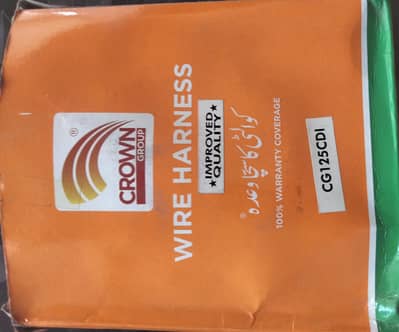 ®
CROWN
GROUP
WIRE HARNESS
★IMPROVED★
QUALITY
کوالٹی کا سچا وعدہ
100% WARRANTY COVERAGE
CG125CDI